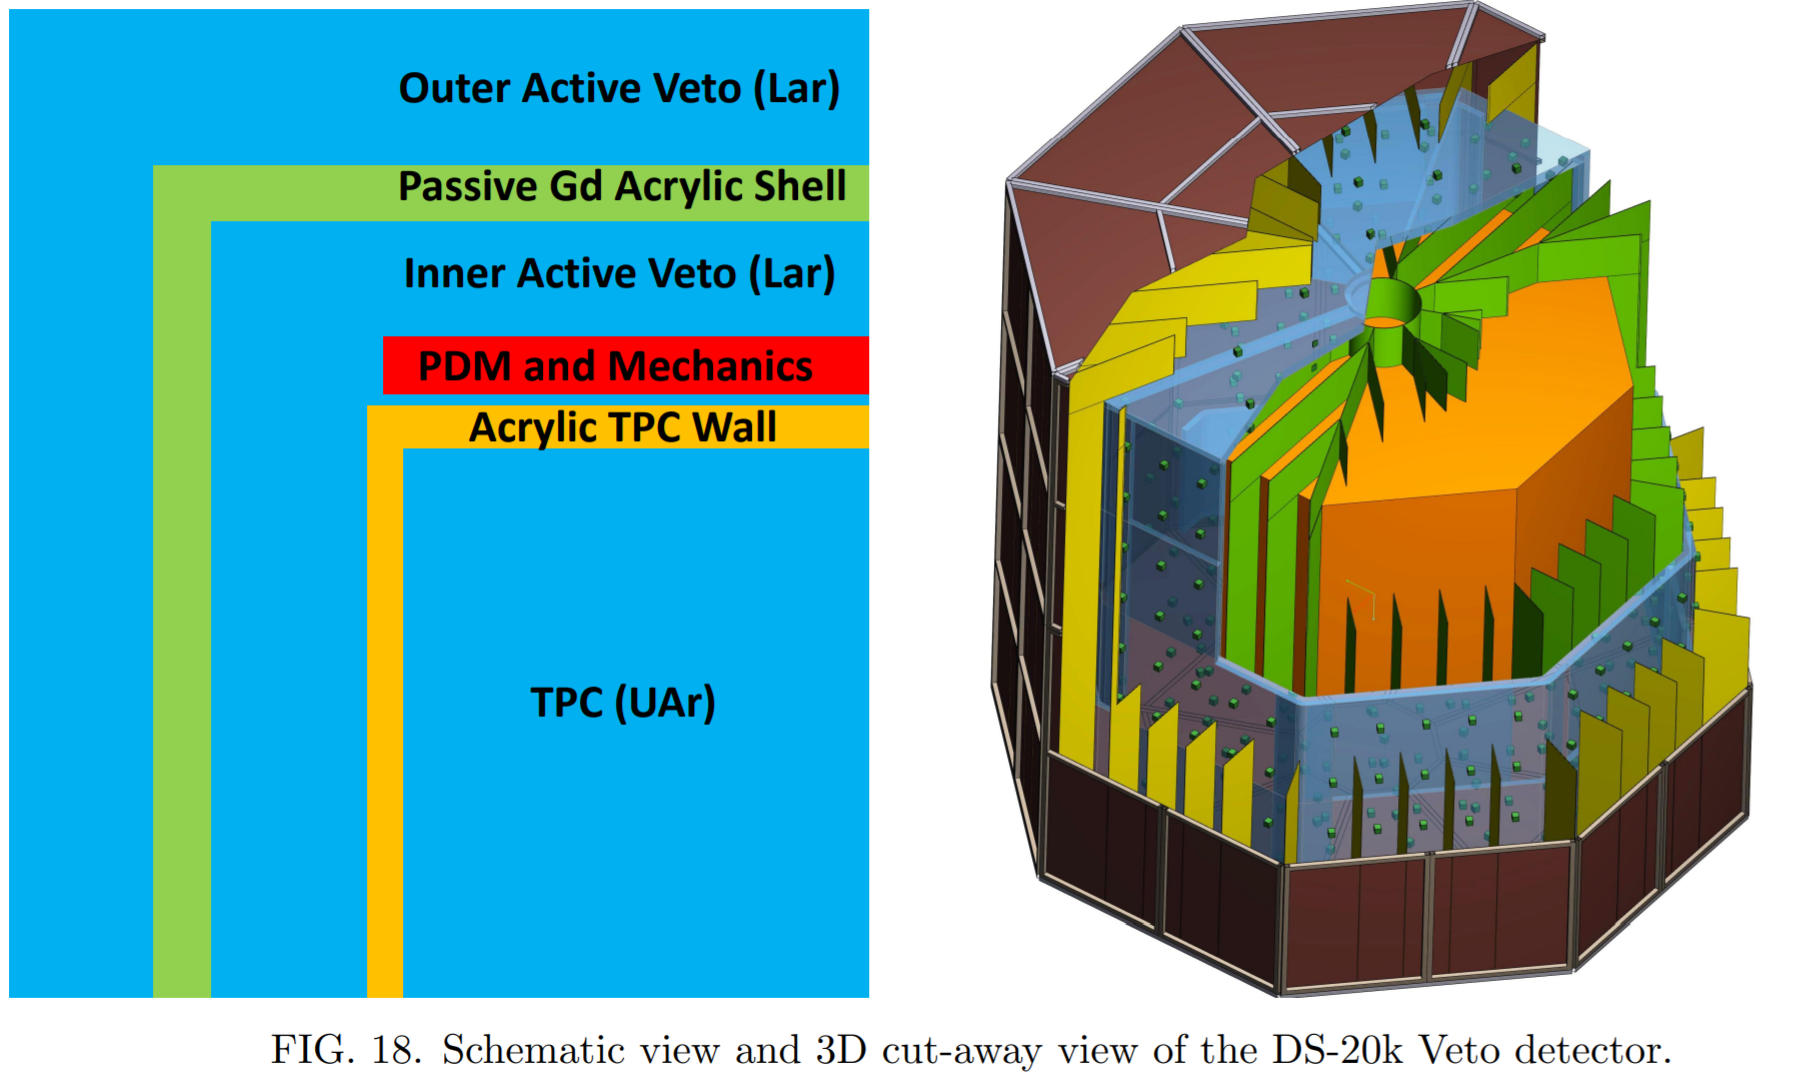 Outer Active Veto (Lar)
Passive Gd Acrylic Shell
Inner Active Veto (Lar)
PDM and Mechanics
Acrylic TPC Wall
TPC (UAr)
FIG. 18. Schematic view and 3D cut-away view of the DS-20k Veto detector.